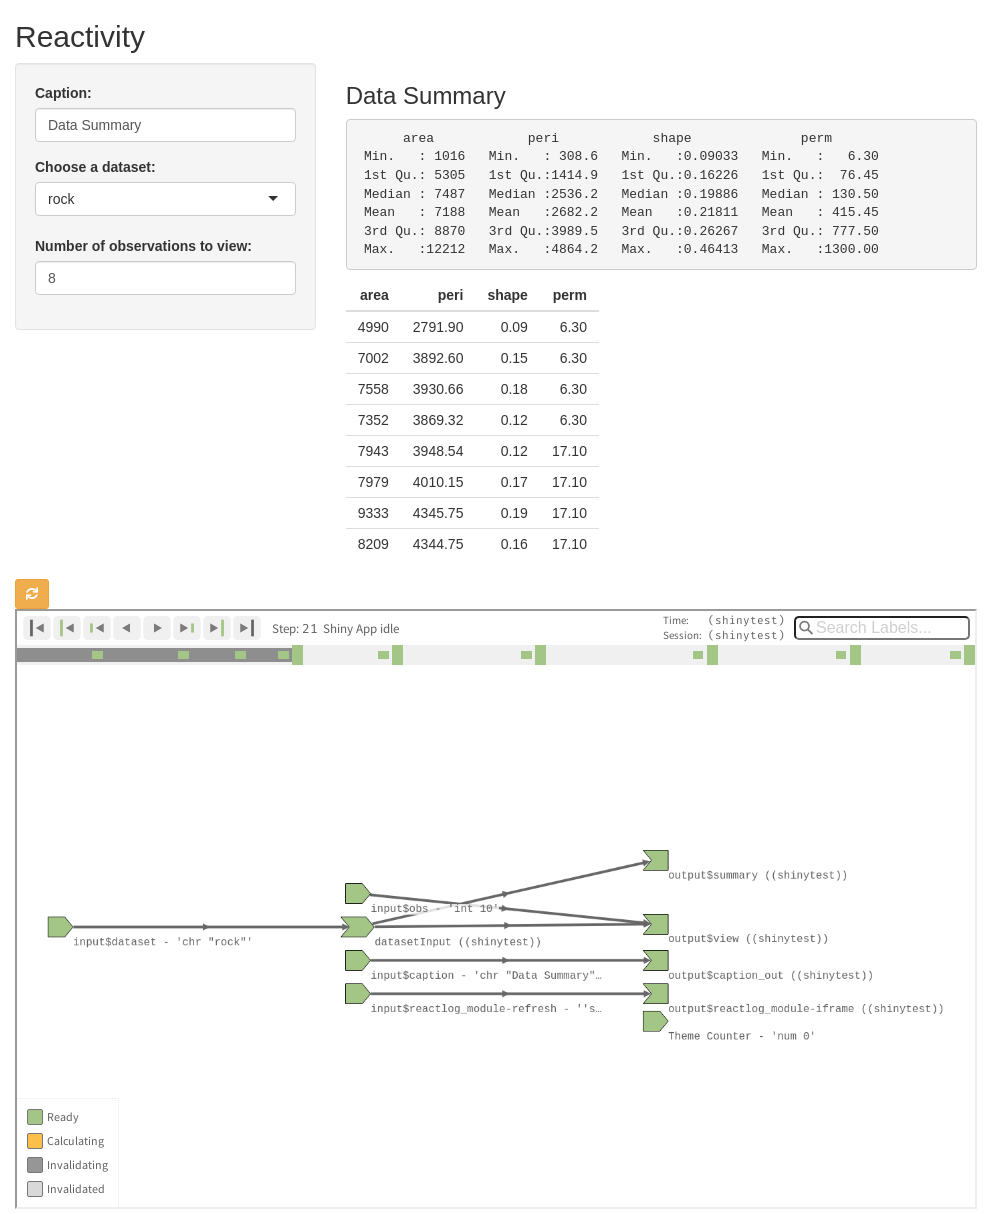 Reactivity
Caption:
Data Summary
Choose a dataset:
rock
Number of observations to view:
8
Data Summary
area peri shape perm
Min. : 1016 Min. : 308.6 Min. :0.09033 Min. : 6.30
1st Qu.: 5305 1st Qu.:1414.9 1st Qu.:0.16226 1st Qu.: 76.45
Median : 7487 Median :2536.2 Median :0.19886 Median : 130.50
Mean : 7188 Mean :2682.2 Mean :0.21811 Mean : 415.45
3rd Qu.: 8870 3rd Qu.:3989.5 3rd Qu.:0.26267 3rd Qu.: 777.50
Max. :12212 Max. :4864.2 Max. :0.46413 Max. :1300.00
area peri shape perm
4990 2791.90 0.09 6.30
7002 3892.60 0.15 6.30
7558 3930.66 0.18 6.30
7352 3869.32 0.12 6.30
7943 3948.54 0.12 17.10
7979 4010.15 0.17 17.10
9333 4345.75 0.19 17.10
8209 4344.75 0.16 17.10
Step: 21 Shiny App idle
Time: (shinytest)
Session: (shinytest)
Search Labels...
output$summary ((shinytest))
input$obs - 'int 10'
input$dataset - 'chr "rock"'
datasetInput ((shinytest))
output$view ((shinytest))
input$caption - 'chr "Data Summary"…
output$caption_out ((shinytest))
input$reactlog_module-refresh - ''s…
output$reactlog_module-iframe ((shinytest))
Theme Counter - 'num 0'
Ready
Calculating
Invalidating
Invalidated